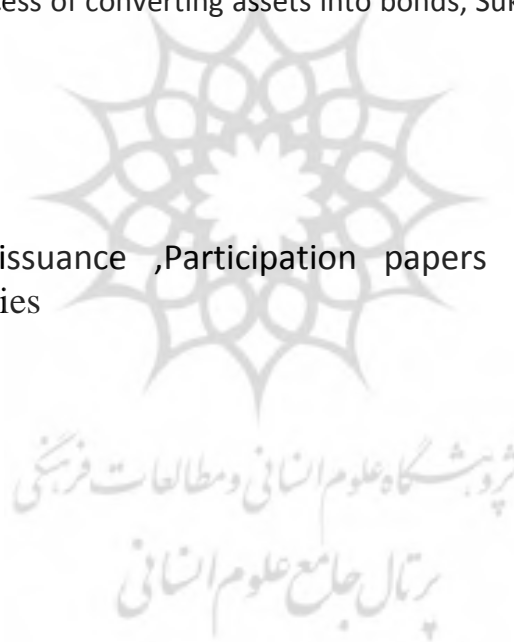 cess of converting assets into bonds, Suk
issuance ,Participation papers
ies
پژوهشگاه علوم انسانی و مطالعات فرهنگی
پرتال جامع علوم انسانی